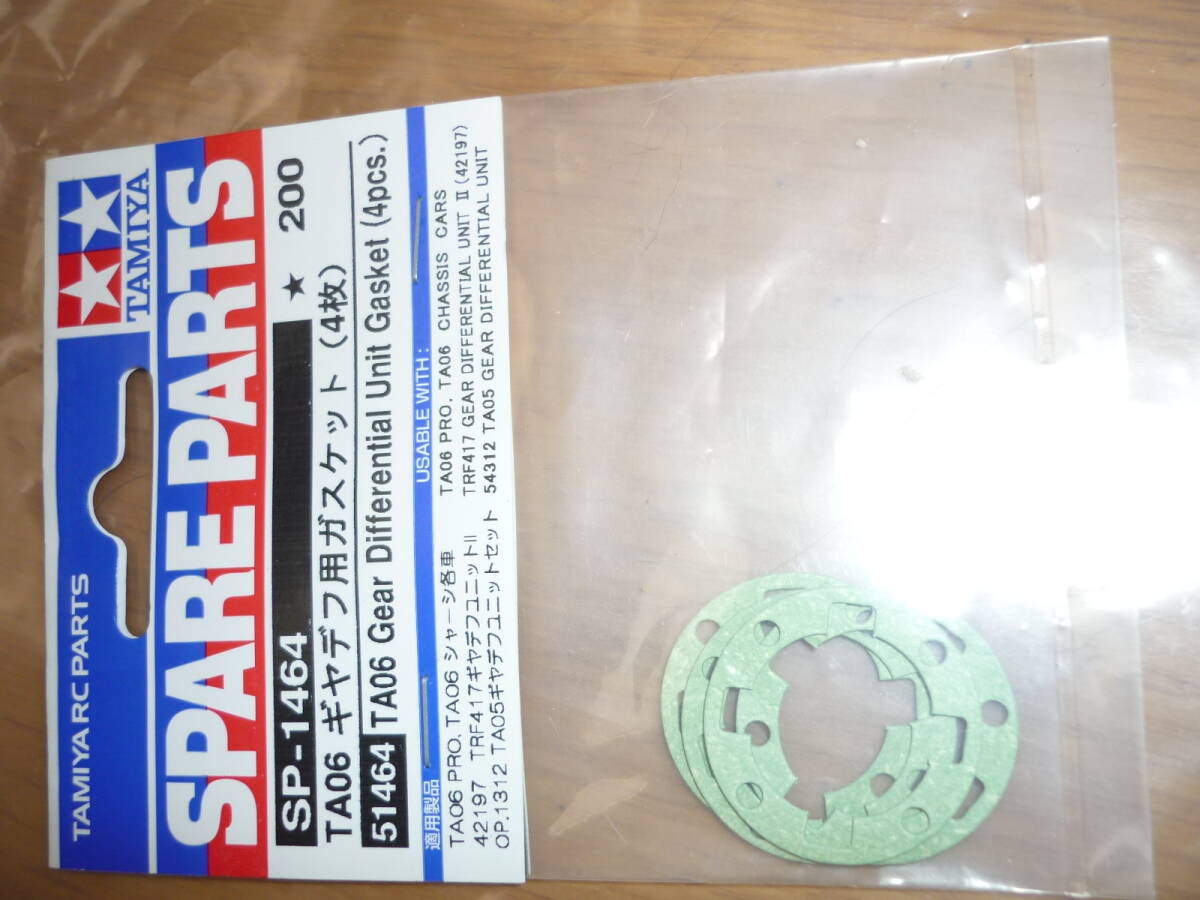 TAMIYA RC PARTS
TAMIYA
SPARE PARTS
SP-1464 ★ 200
TA06 ギヤデフ用ガスケット (4枚)
51464 TA06 Gear Differential Unit Gasket (4pcs.)
適用製品
TA06 PRO、TA06 シャーシ各車
42197 TRF417ギヤデフユニットII
OP.1312 TA05ギヤデフユニットセット
USABLE WITH:
TA06 PRO, TA06 CHASSIS CARS
TRF417 GEAR DIFFERENTIAL UNIT II (42197)
54312 TA05 GEAR DIFFERENTIAL UNIT